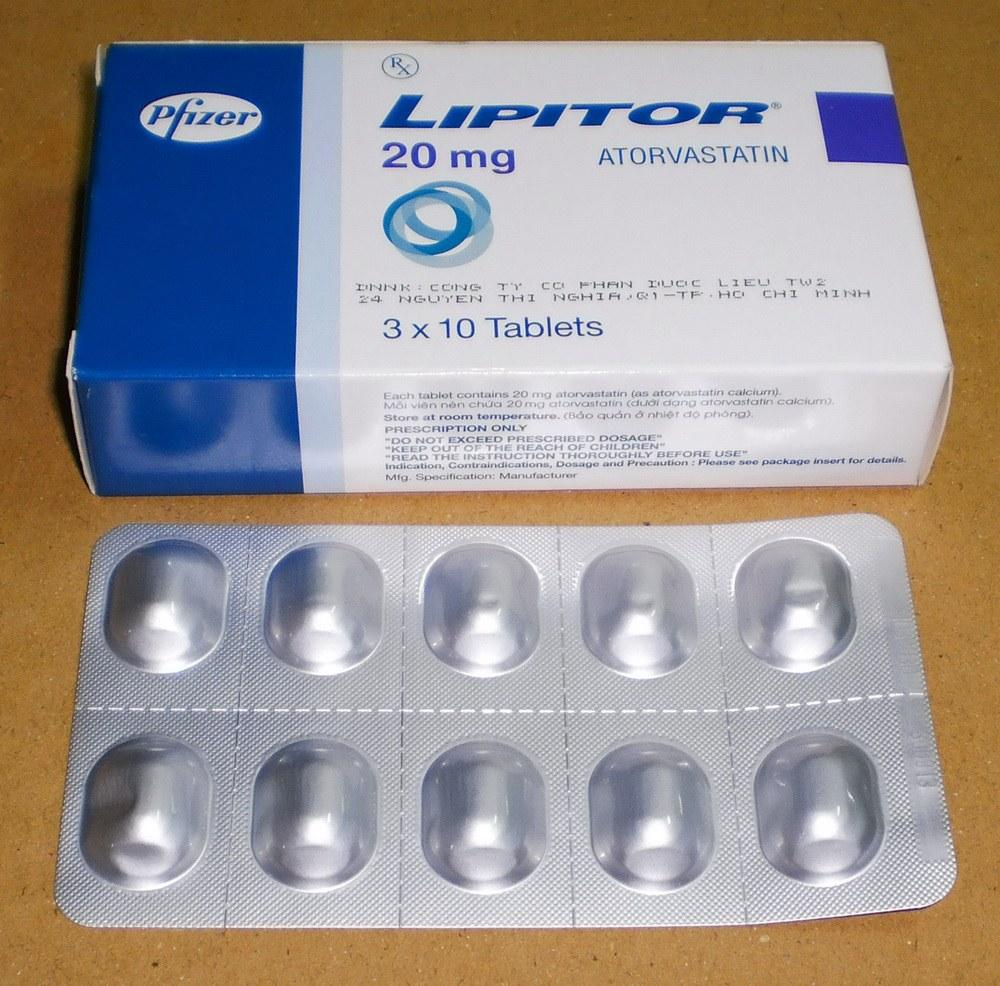 Pfizer
Rx
LIPITOR®
20 mg ATORVASTATIN
DNNK: CONG TY CO PHAN DUOC LIEU TW2
24 NGUYEN THI NGHIA,Q1-TP.HO CHI MINH
3 x 10 Tablets
Each tablet contains 20 mg atorvastatin (as atorvastatin calcium).
Mỗi viên nén chứa 20 mg atorvastatin (dưới dạng atorvastatin calcium).
Store at room temperature. (Bảo quản ở nhiệt độ phòng).
PRESCRIPTION ONLY
"DO NOT EXCEED PRESCRIBED DOSAGE"
"KEEP OUT OF THE REACH OF CHILDREN"
"READ THE INSTRUCTION THOROUGHLY BEFORE USE"
Indication, Contraindications, Dosage and Precaution : Please see package insert for details.
Mfg. Specification: Manufacturer